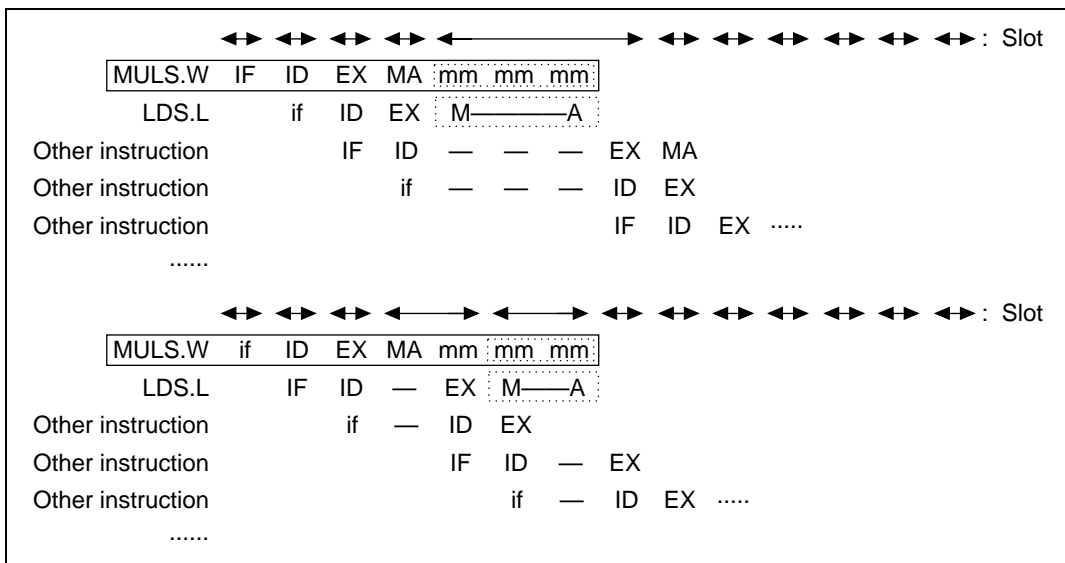 : Slot
MULS.W IF ID EX MA mm mm mm
LDS.L if ID EX M————A
Other instruction IF ID — — — EX MA
Other instruction if — — — ID EX
Other instruction IF ID EX ·····
······
: Slot
MULS.W if ID EX MA mm mm mm
LDS.L IF ID — EX M——A
Other instruction if — ID EX
Other instruction IF ID — EX
Other instruction if — ID EX ·····
······